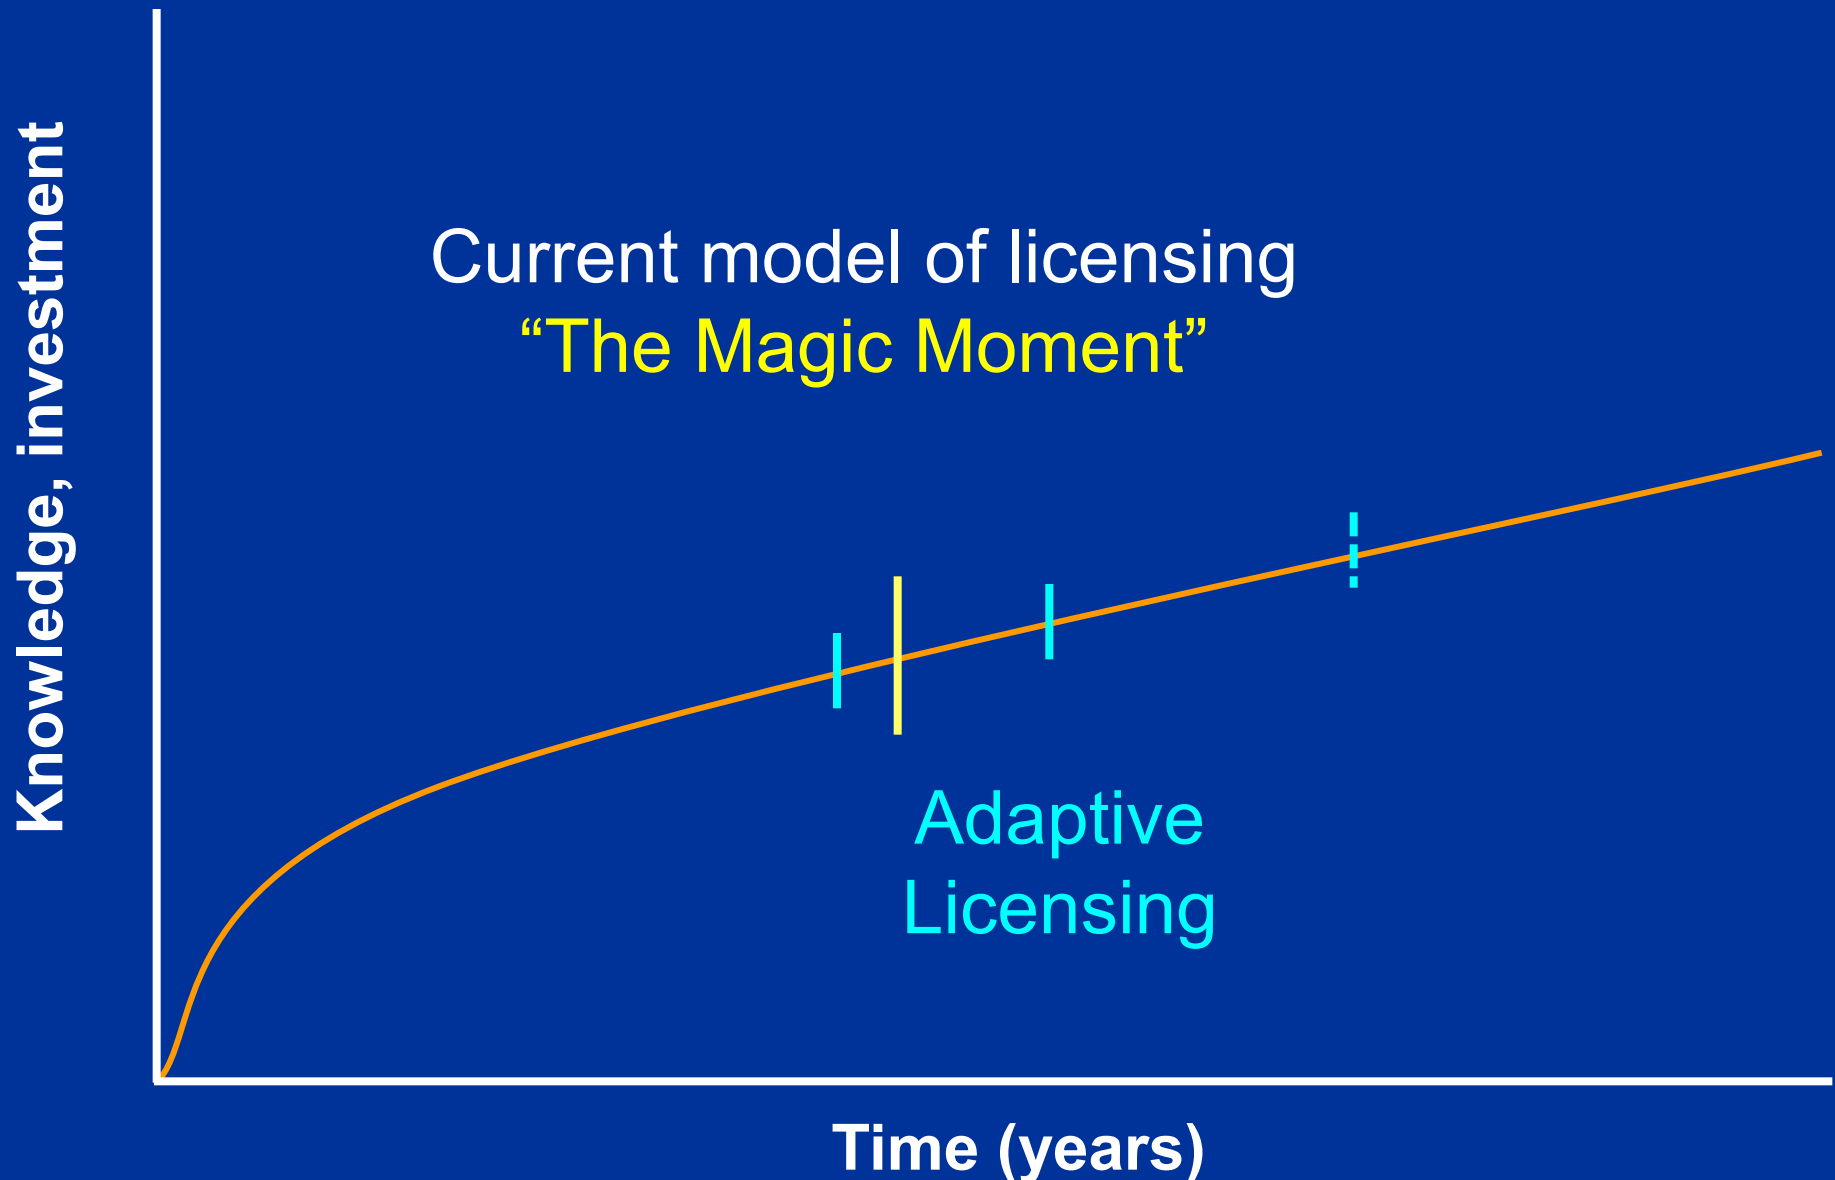 Knowledge, investment
Current model of licensing
“The Magic Moment”
Adaptive
Licensing
Time (years)